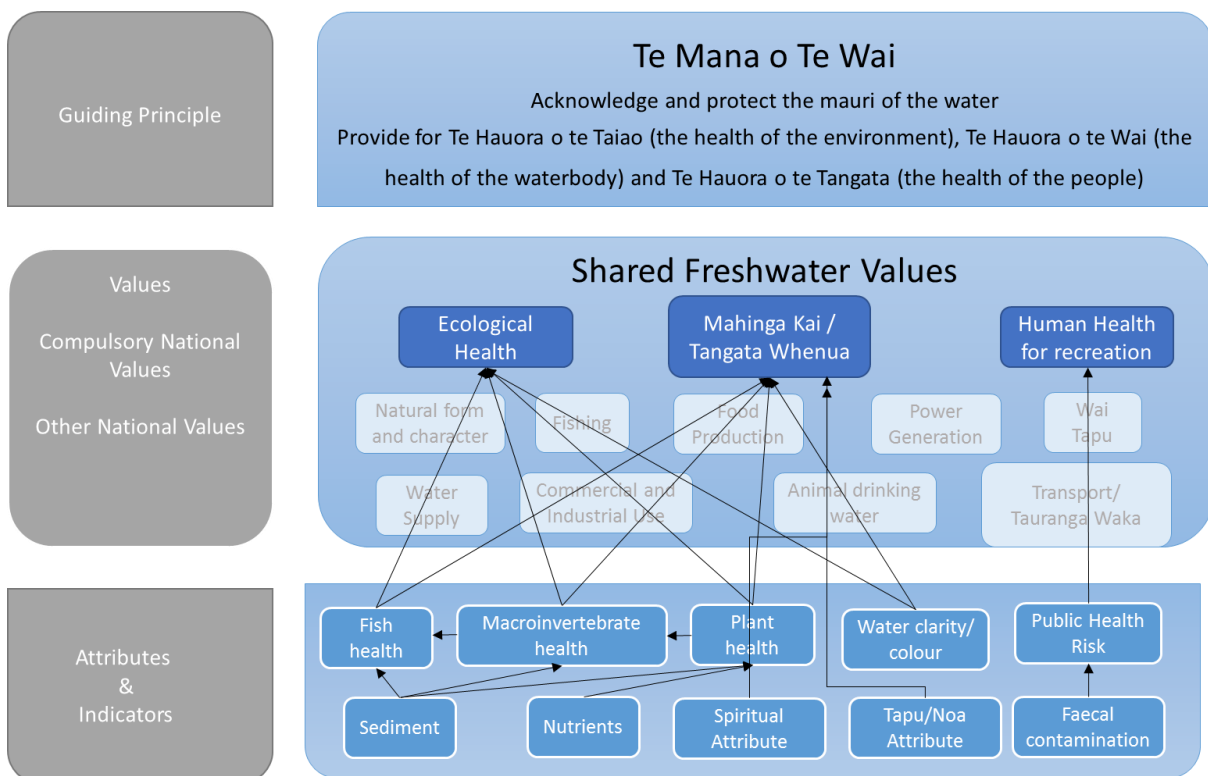 Guiding Principle
Te Mana o Te Wai
Acknowledge and protect the mauri of the water
Provide for Te Hauora o te Taiao (the health of the environment), Te Hauora o te Wai (the
health of the waterbody) and Te Hauora o te Tangata (the health of the people)
Values
Compulsory National
Values
Other National Values
Shared Freshwater Values
Ecological
Health
Mahinga Kai /
Tangata Whenua
Human Health
for recreation
Natural form
and character
Fishing
Food
Production
Power
Generation
Wai
Tapu
Water
Supply
Commercial and
Industrial Use
Animal drinking
water
Transport/
Tauranga Waka
Attributes
&
Indicators
Fish
health
Macroinvertebrate
health
Plant
health
Water clarity/
colour
Public Health
Risk
Sediment
Nutrients
Spiritual
Attribute
Tapu/Noa
Attribute
Faecal
contamination